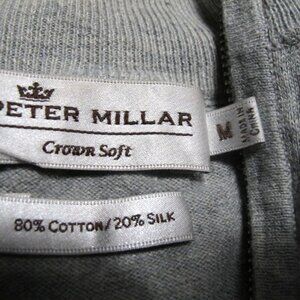 PETER MILLAR
Crown Soft
M
MADE IN
CHINA
80% COTTON/20% SILK